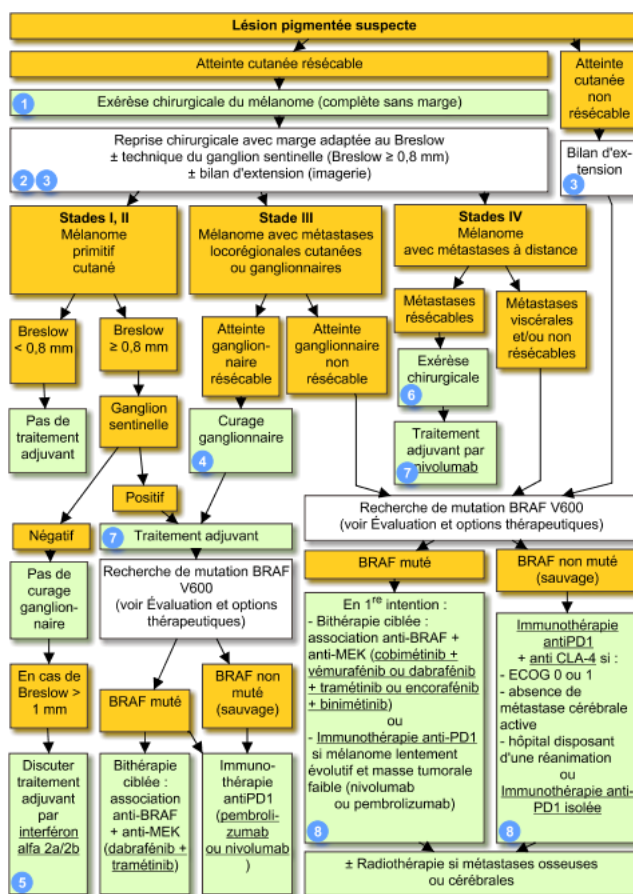 Lésion pigmentée suspecte
Atteinte cutanée résécable
Atteinte
cutanée
non
résécable
1
Exérèse chirurgicale du mélanome (complète sans marge)
Reprise chirurgicale avec marge adaptée au Breslow
± technique du ganglion sentinelle (Breslow ≥ 0,8 mm)
± bilan d'extension (imagerie)
2 3
Bilan d'ex-
tension
3
Stades I, II
Mélanome
primitif
cutané
Stade III
Mélanome avec métastases
locorégionales cutanées
ou ganglionnaires
Stades IV
Mélanome
avec métastases à distance
Breslow
< 0,8 mm
Breslow
≥ 0,8 mm
Atteinte
ganglion-
naire
résécable
Atteinte
ganglionnaire
non
résécable
Métastases
résécables
Métastases
viscérales
et/ou non
résécables
Pas de
traitement
adjuvant
Ganglion
sentinelle
Curage
ganglionnaire
4
Exérèse
chirurgicale
6
Traitement
adjuvant par
nivolumab
7
Positif
Négatif
7
Traitement adjuvant
Recherche de mutation BRAF V600
(voir Évaluation et options thérapeutiques)
Pas de
curage
ganglion-
naire
Recherche de mutation BRAF
V600
(voir Évaluation et options
thérapeutiques)
BRAF muté
BRAF non muté
(sauvage)
En cas de
Breslow >
1 mm
BRAF muté
BRAF non
muté
(sauvage)
En 1re intention :
- Bithérapie ciblée :
association anti-BRAF +
anti-MEK (cobimétinib +
vémurafénib ou dabrafénib
+ tramétinib ou encorafénib
+ binimétinib)
ou
- Immunothérapie anti-PD1
si mélanome lentement
évolutif et masse tumorale
faible (nivolumab
ou pembrolizumab)
8
Immunothérapie
antiPD1
+ anti CLA-4 si :
- ECOG 0 ou 1
- absence de
métastase cérébrale
active
- hôpital disposant
d'une réanimation
ou
Immunothérapie anti-
PD1 isolée
8
Discuter
traitement
adjuvant
par
interféron
alfa 2a/2b
5
Bithérapie
ciblée :
association
anti-BRAF
+ anti-MEK
(dabrafénib +
tramétinib)
Immuno-
thérapie
antiPD1
(pembroli-
zumab
ou nivolumab
)
± Radiothérapie si métastases osseuses
ou cérébrales